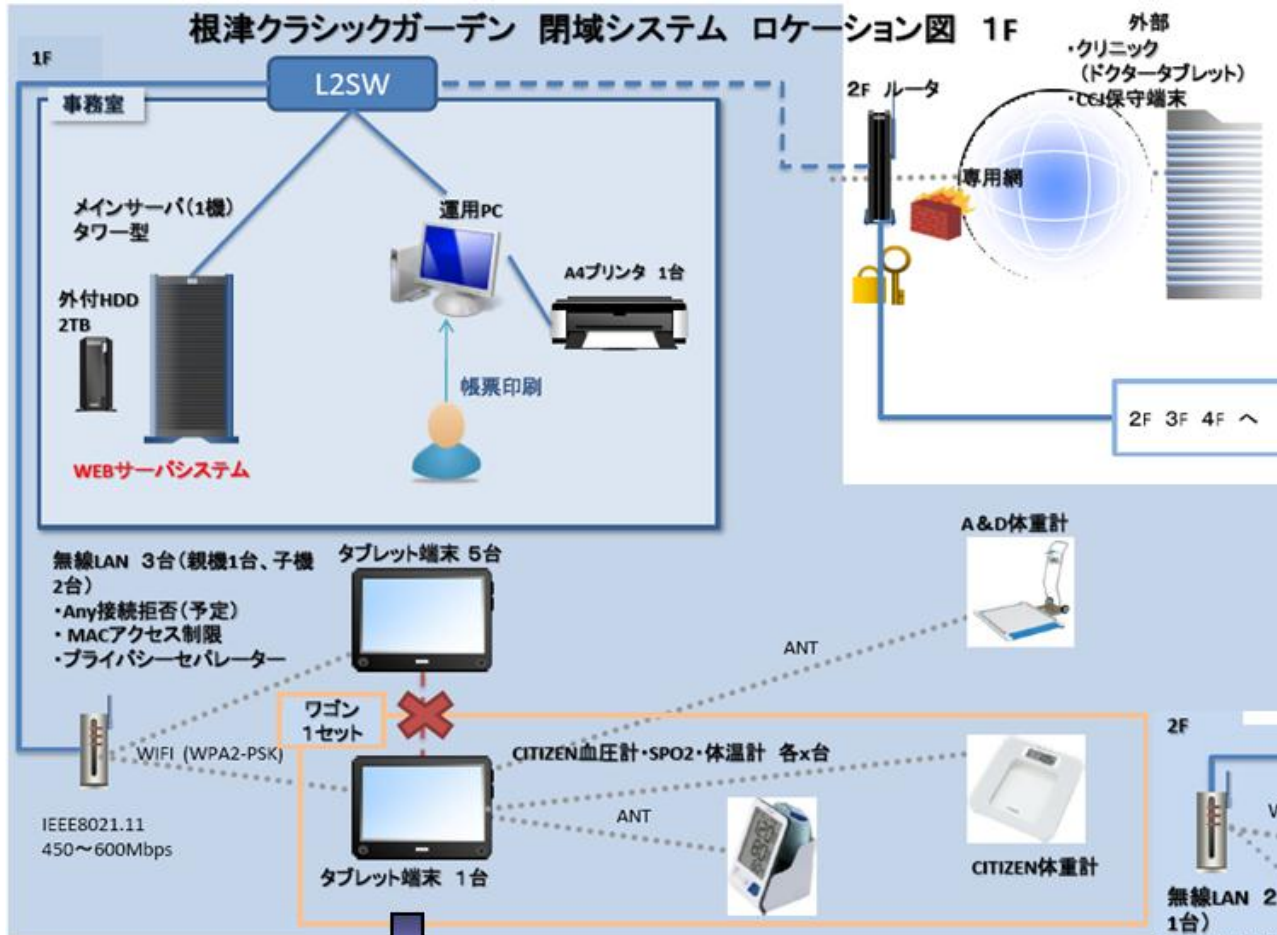 根津クラシックガーデン 閉域システム ロケーション図 1F
1F
L2SW
事務室
メインサーバ(1機)
タワー型
外付HDD
2TB
WEBサーバシステム
運用PC
A4プリンタ 1台
帳票印刷
2F ルータ
外部
・クリニック
(ドクタータブレット)
・CCJ保守端末
専用網
2F 3F 4F へ
無線LAN 3台(親機1台、子機
2台)
・Any接続拒否(予定)
・MACアクセス制限
・プライバシーセパレーター
タブレット端末 5台
A&D体重計
ANT
ワゴン
1セット
WIFI (WPA2-PSK)
CITIZEN血圧計・SPO2・体温計 各x台
ANT
IEEE8021.11
450～600Mbps
タブレット端末 1台
CITIZEN体重計
2F
無線LAN 2
1台)